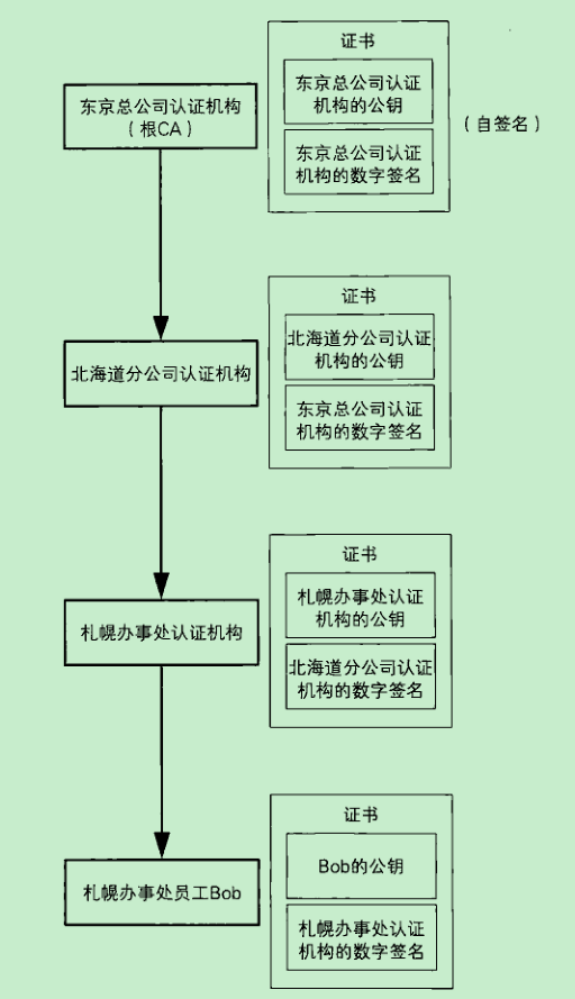 证书
东京总公司认证
机构的公钥
东京总公司认证机构
（根CA）
（自签名）
东京总公司认证
机构的数字签名
证书
北海道分公司认证
机构的公钥
北海道分公司认证机构
东京总公司认证
机构的数字签名
证书
札幌办事处认证
机构的公钥
札幌办事处认证机构
北海道分公司认证
机构的数字签名
证书
Bob的公钥
札幌办事处员工Bob
札幌办事处认证
机构的数字签名